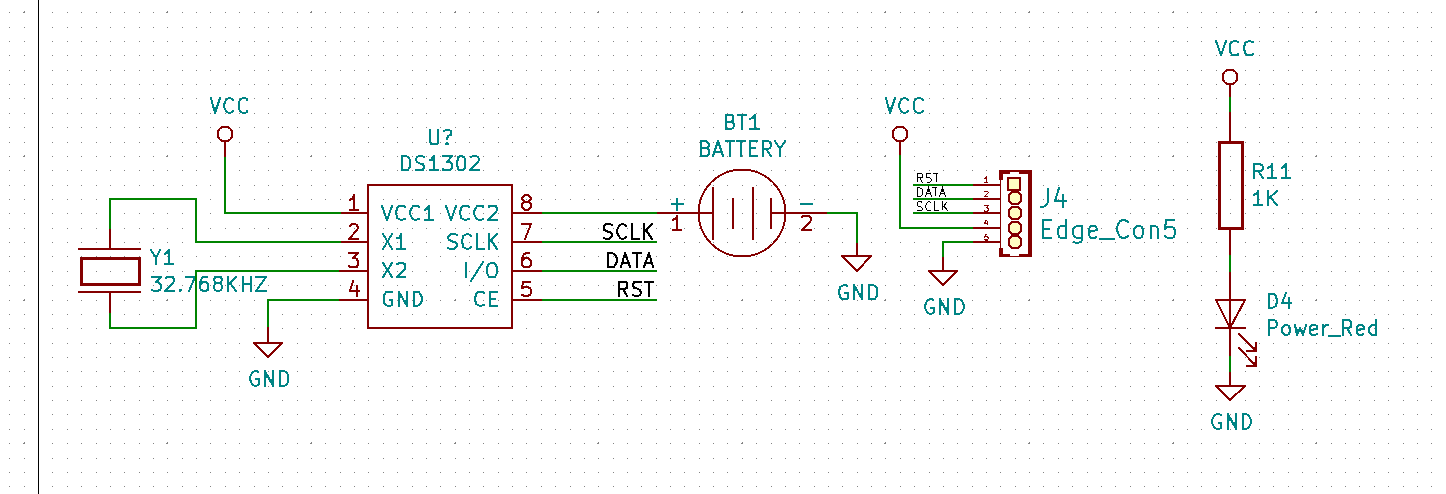 VCC
U?
DS1302
1
2
3
4
VCC1
X1
X2
GND
VCC2
SCLK
I/O
CE
8
7
6
5
SCLK
DATA
RST
Y1
32.768KHZ
GND
BT1
BATTERY
+
1
-
2
GND
VCC
RST
DATA
SCLK
1
2
3
4
5
J4
Edge_Con5
GND
VCC
R11
1K
D4
Power_Red
GND